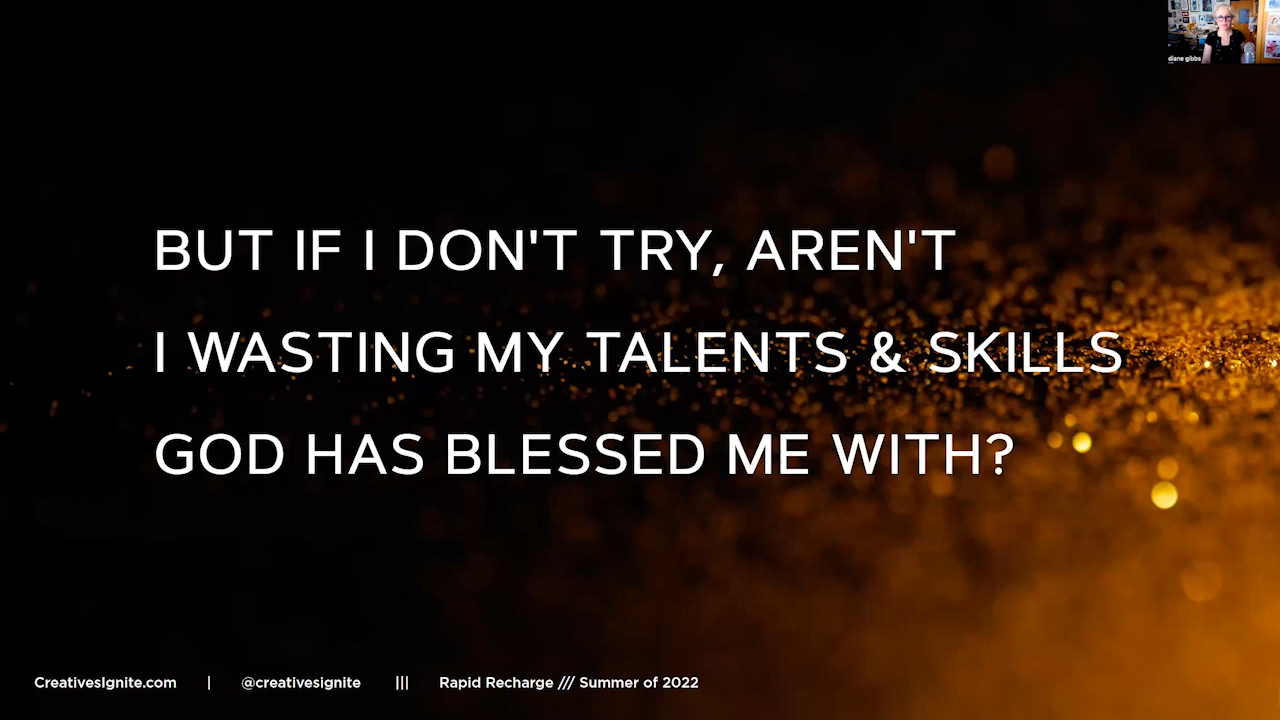 diane gibbs
BUT IF I DON'T TRY, AREN'T
I WASTING MY TALENTS & SKILLS
GOD HAS BLESSED ME WITH?
CreativesIgnite.com | @creativesignite ||| Rapid Recharge /// Summer of 2022